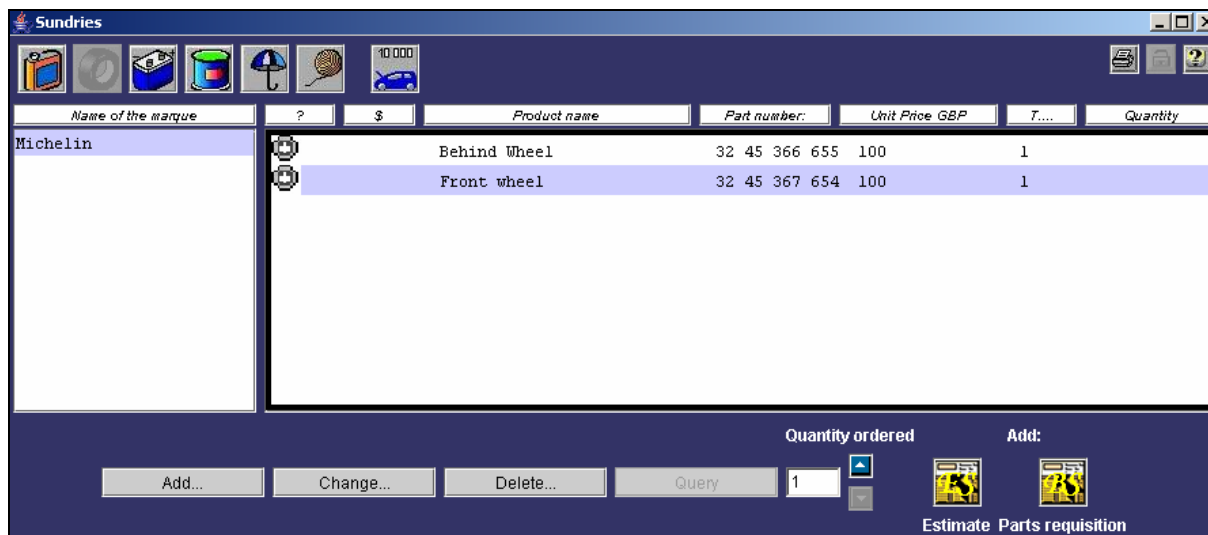 Sundries
10 000
Name of the marque ? $ Product name Part number: Unit Price GBP T.... Quantity
Michelin Behind Wheel 32 45 366 655 100 1
Front wheel 32 45 367 654 100 1
Quantity ordered Add:
Add... Change... Delete... Query 1
Estimate Parts requisition